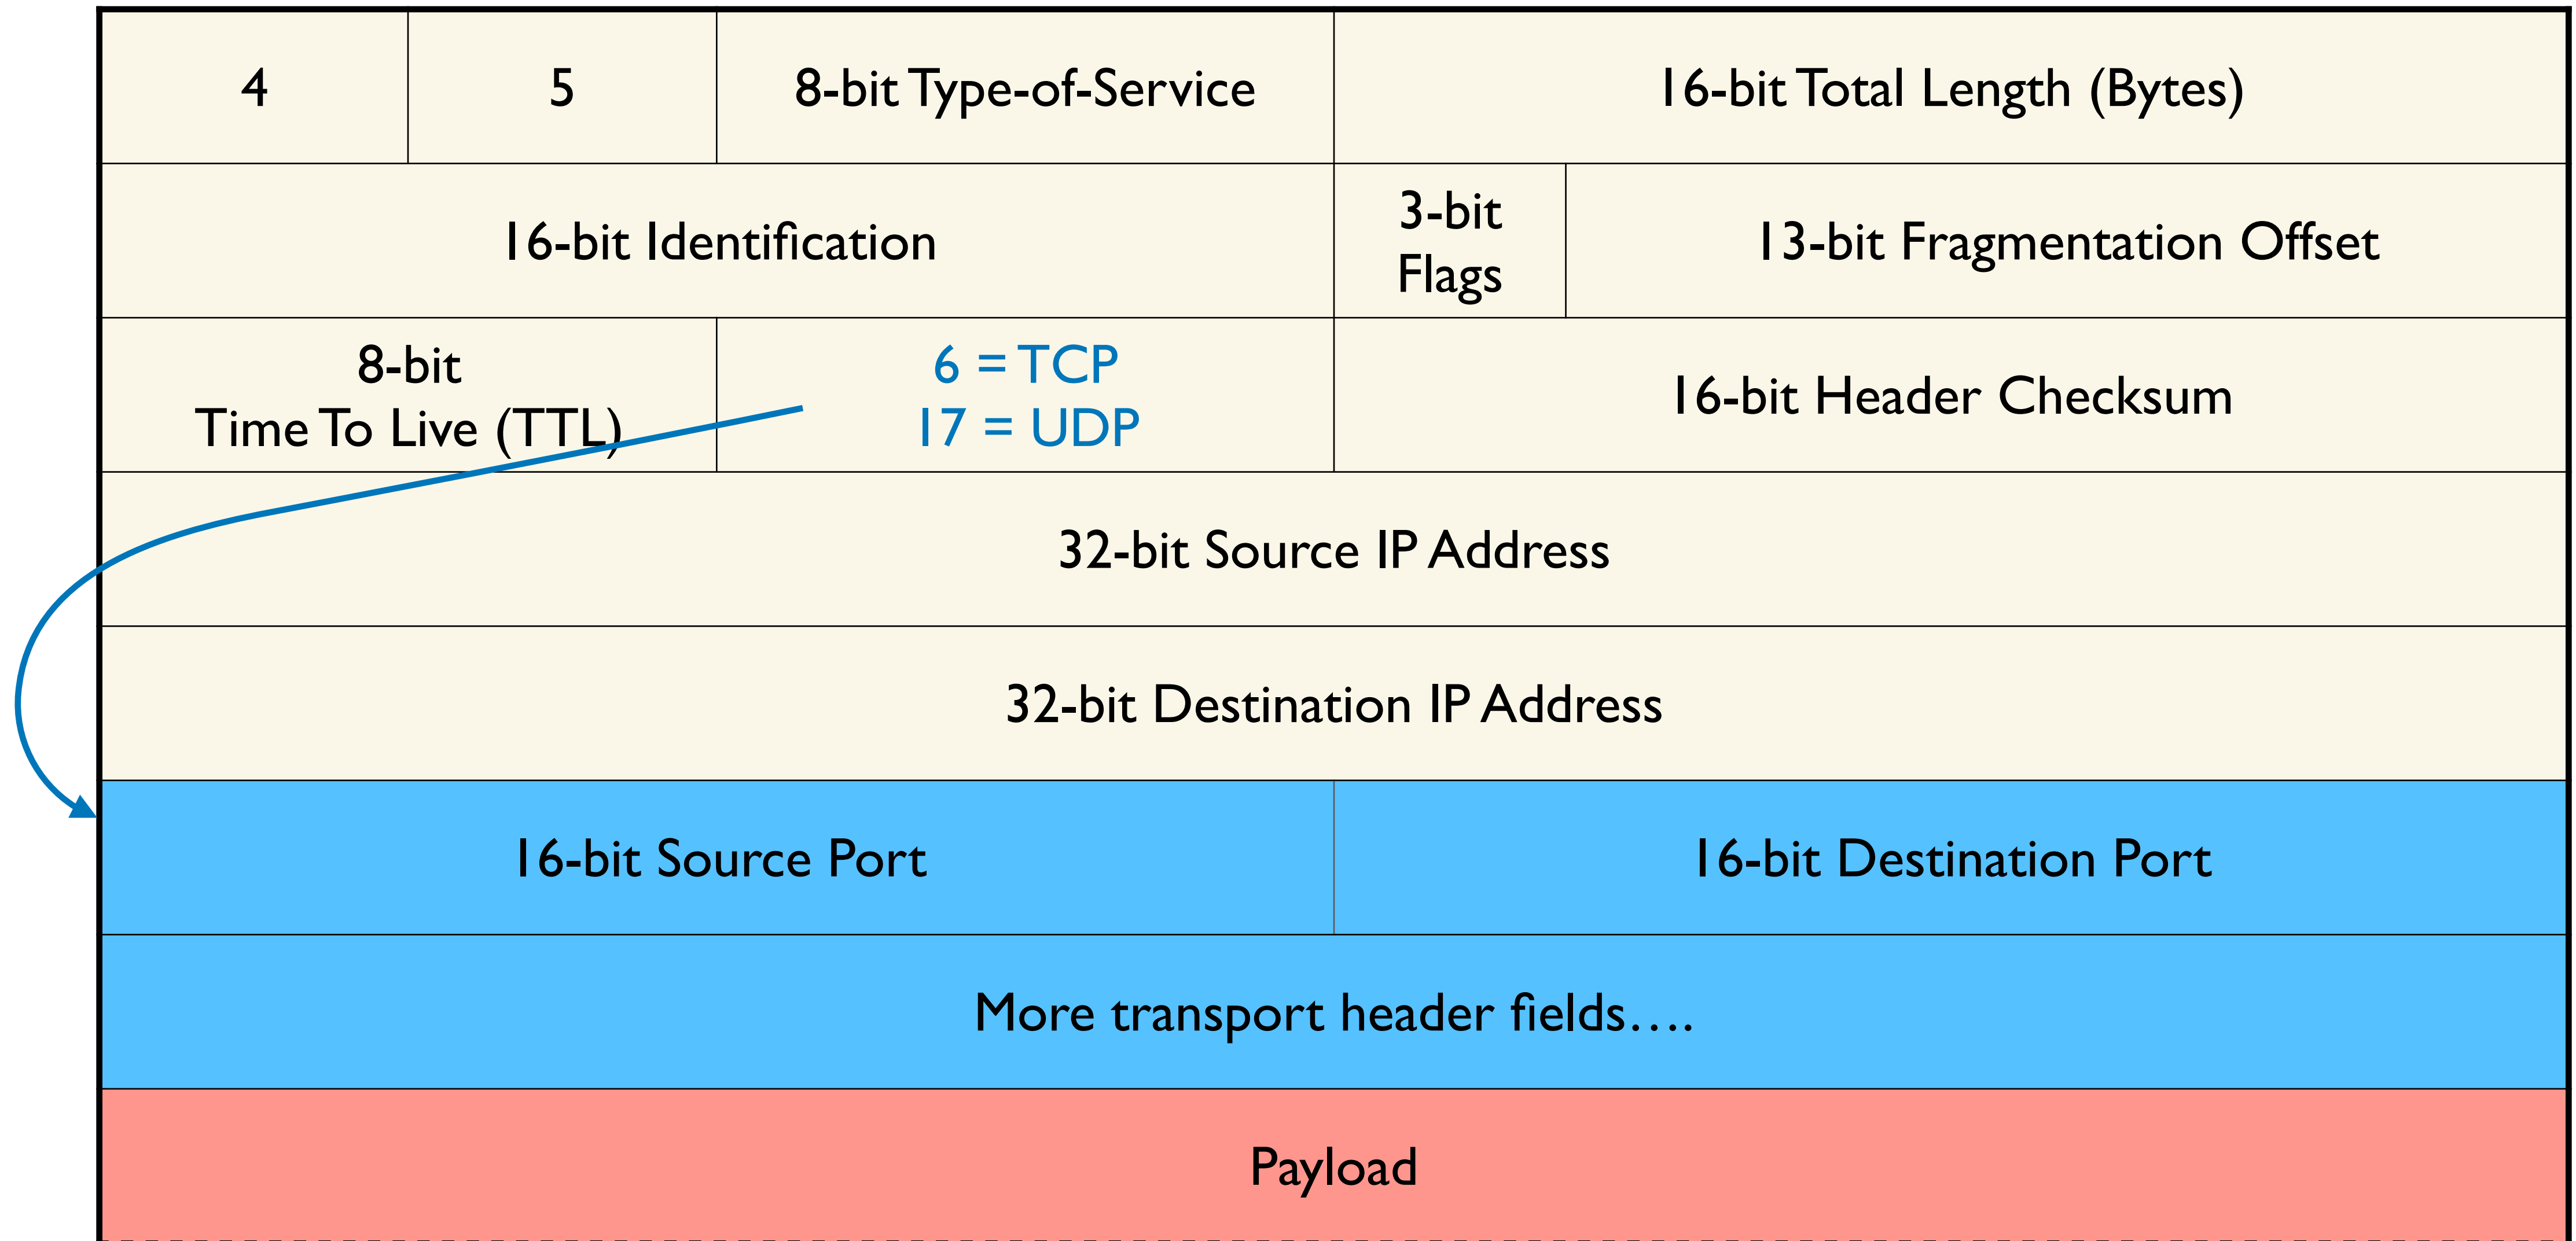 4
5
8-bit Type-of-Service
16-bit Total Length (Bytes)
16-bit Identification
3-bit
Flags
13-bit Fragmentation Offset
8-bit
Time To Live (TTL)
6 = TCP
17 = UDP
16-bit Header Checksum
32-bit Source IP Address
32-bit Destination IP Address
16-bit Source Port
16-bit Destination Port
More transport header fields….
Payload